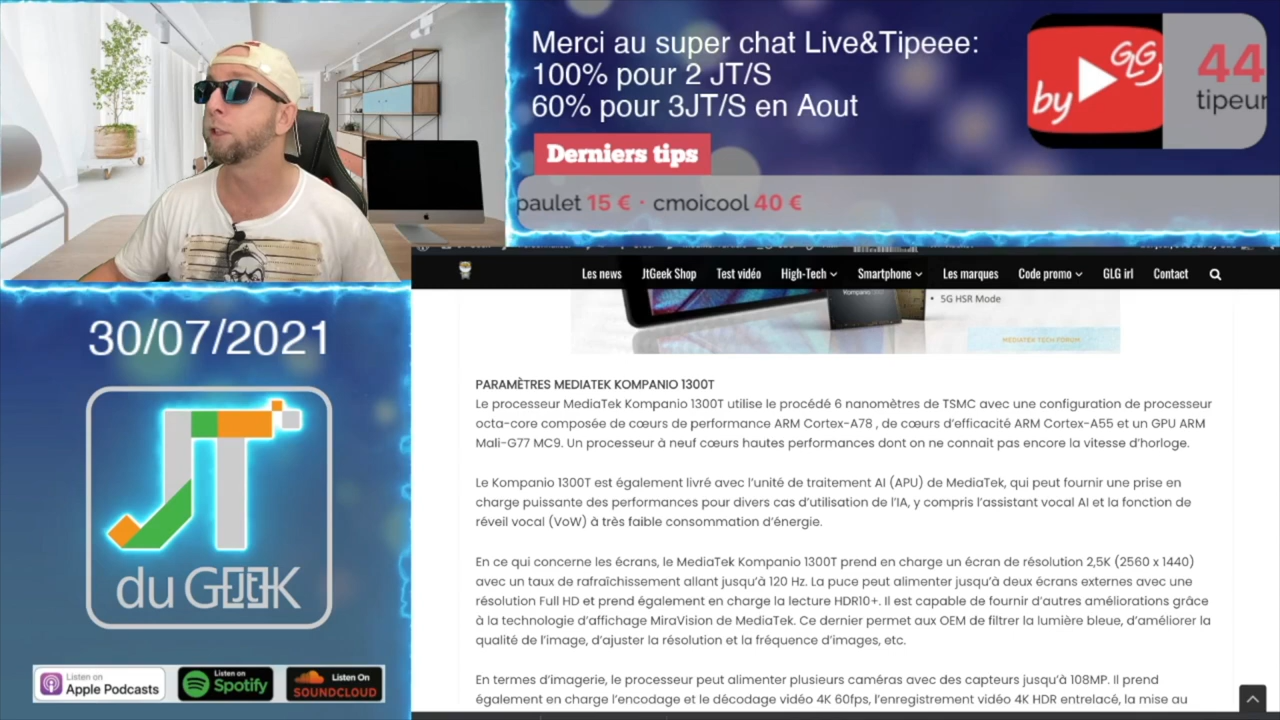 Merci au super chat Live&Tipeee:
100% pour 2 JT/S
60% pour 3JT/S en Aout
Derniers tips
by GLG
44
tipeur
paulet 15 € · cmoicool 40 €
Les news JtGeek Shop Test vidéo High-Tech Smartphone Les marques Code promo GLG irl Contact
30/07/2021
JT
du GEEK
Listen on
Apple Podcasts
Listen on
Spotify
Listen On
SOUNDCLOUD
• 5G HSR Mode
MEDIATEK TECH FORUM
PARAMÈTRES MEDIATEK KOMPANIO 1300T
Le processeur MediaTek Kompanio 1300T utilise le procédé 6 nanomètres de TSMC avec une configuration de processeur
octa-core composée de cœurs de performance ARM Cortex-A78 , de cœurs d'efficacité ARM Cortex-A55 et un GPU ARM
Mali-G77 MC9. Un processeur à neuf cœurs hautes performances dont on ne connait pas encore la vitesse d'horloge.
Le Kompanio 1300T est également livré avec l'unité de traitement AI (APU) de MediaTek, qui peut fournir une prise en
charge puissante des performances pour divers cas d'utilisation de l'IA, y compris l'assistant vocal AI et la fonction de
réveil vocal (VoW) à très faible consommation d'énergie.
En ce qui concerne les écrans, le MediaTek Kompanio 1300T prend en charge un écran de résolution 2,5K (2560 x 1440)
avec un taux de rafraîchissement allant jusqu'à 120 Hz. La puce peut alimenter jusqu'à deux écrans externes avec une
résolution Full HD et prend également en charge la lecture HDR10+. Il est capable de fournir d'autres améliorations grâce
à la technologie d'affichage MiraVision de MediaTek. Ce dernier permet aux OEM de filtrer la lumière bleue, d'améliorer la
qualité de l'image, d'ajuster la résolution et la fréquence d'images, etc.
En termes d'imagerie, le processeur peut alimenter plusieurs caméras avec des capteurs jusqu'à 108MP. Il prend
également en charge l'encodage et le décodage vidéo 4K 60fps, l'enregistrement vidéo 4K HDR entrelacé, la mise au